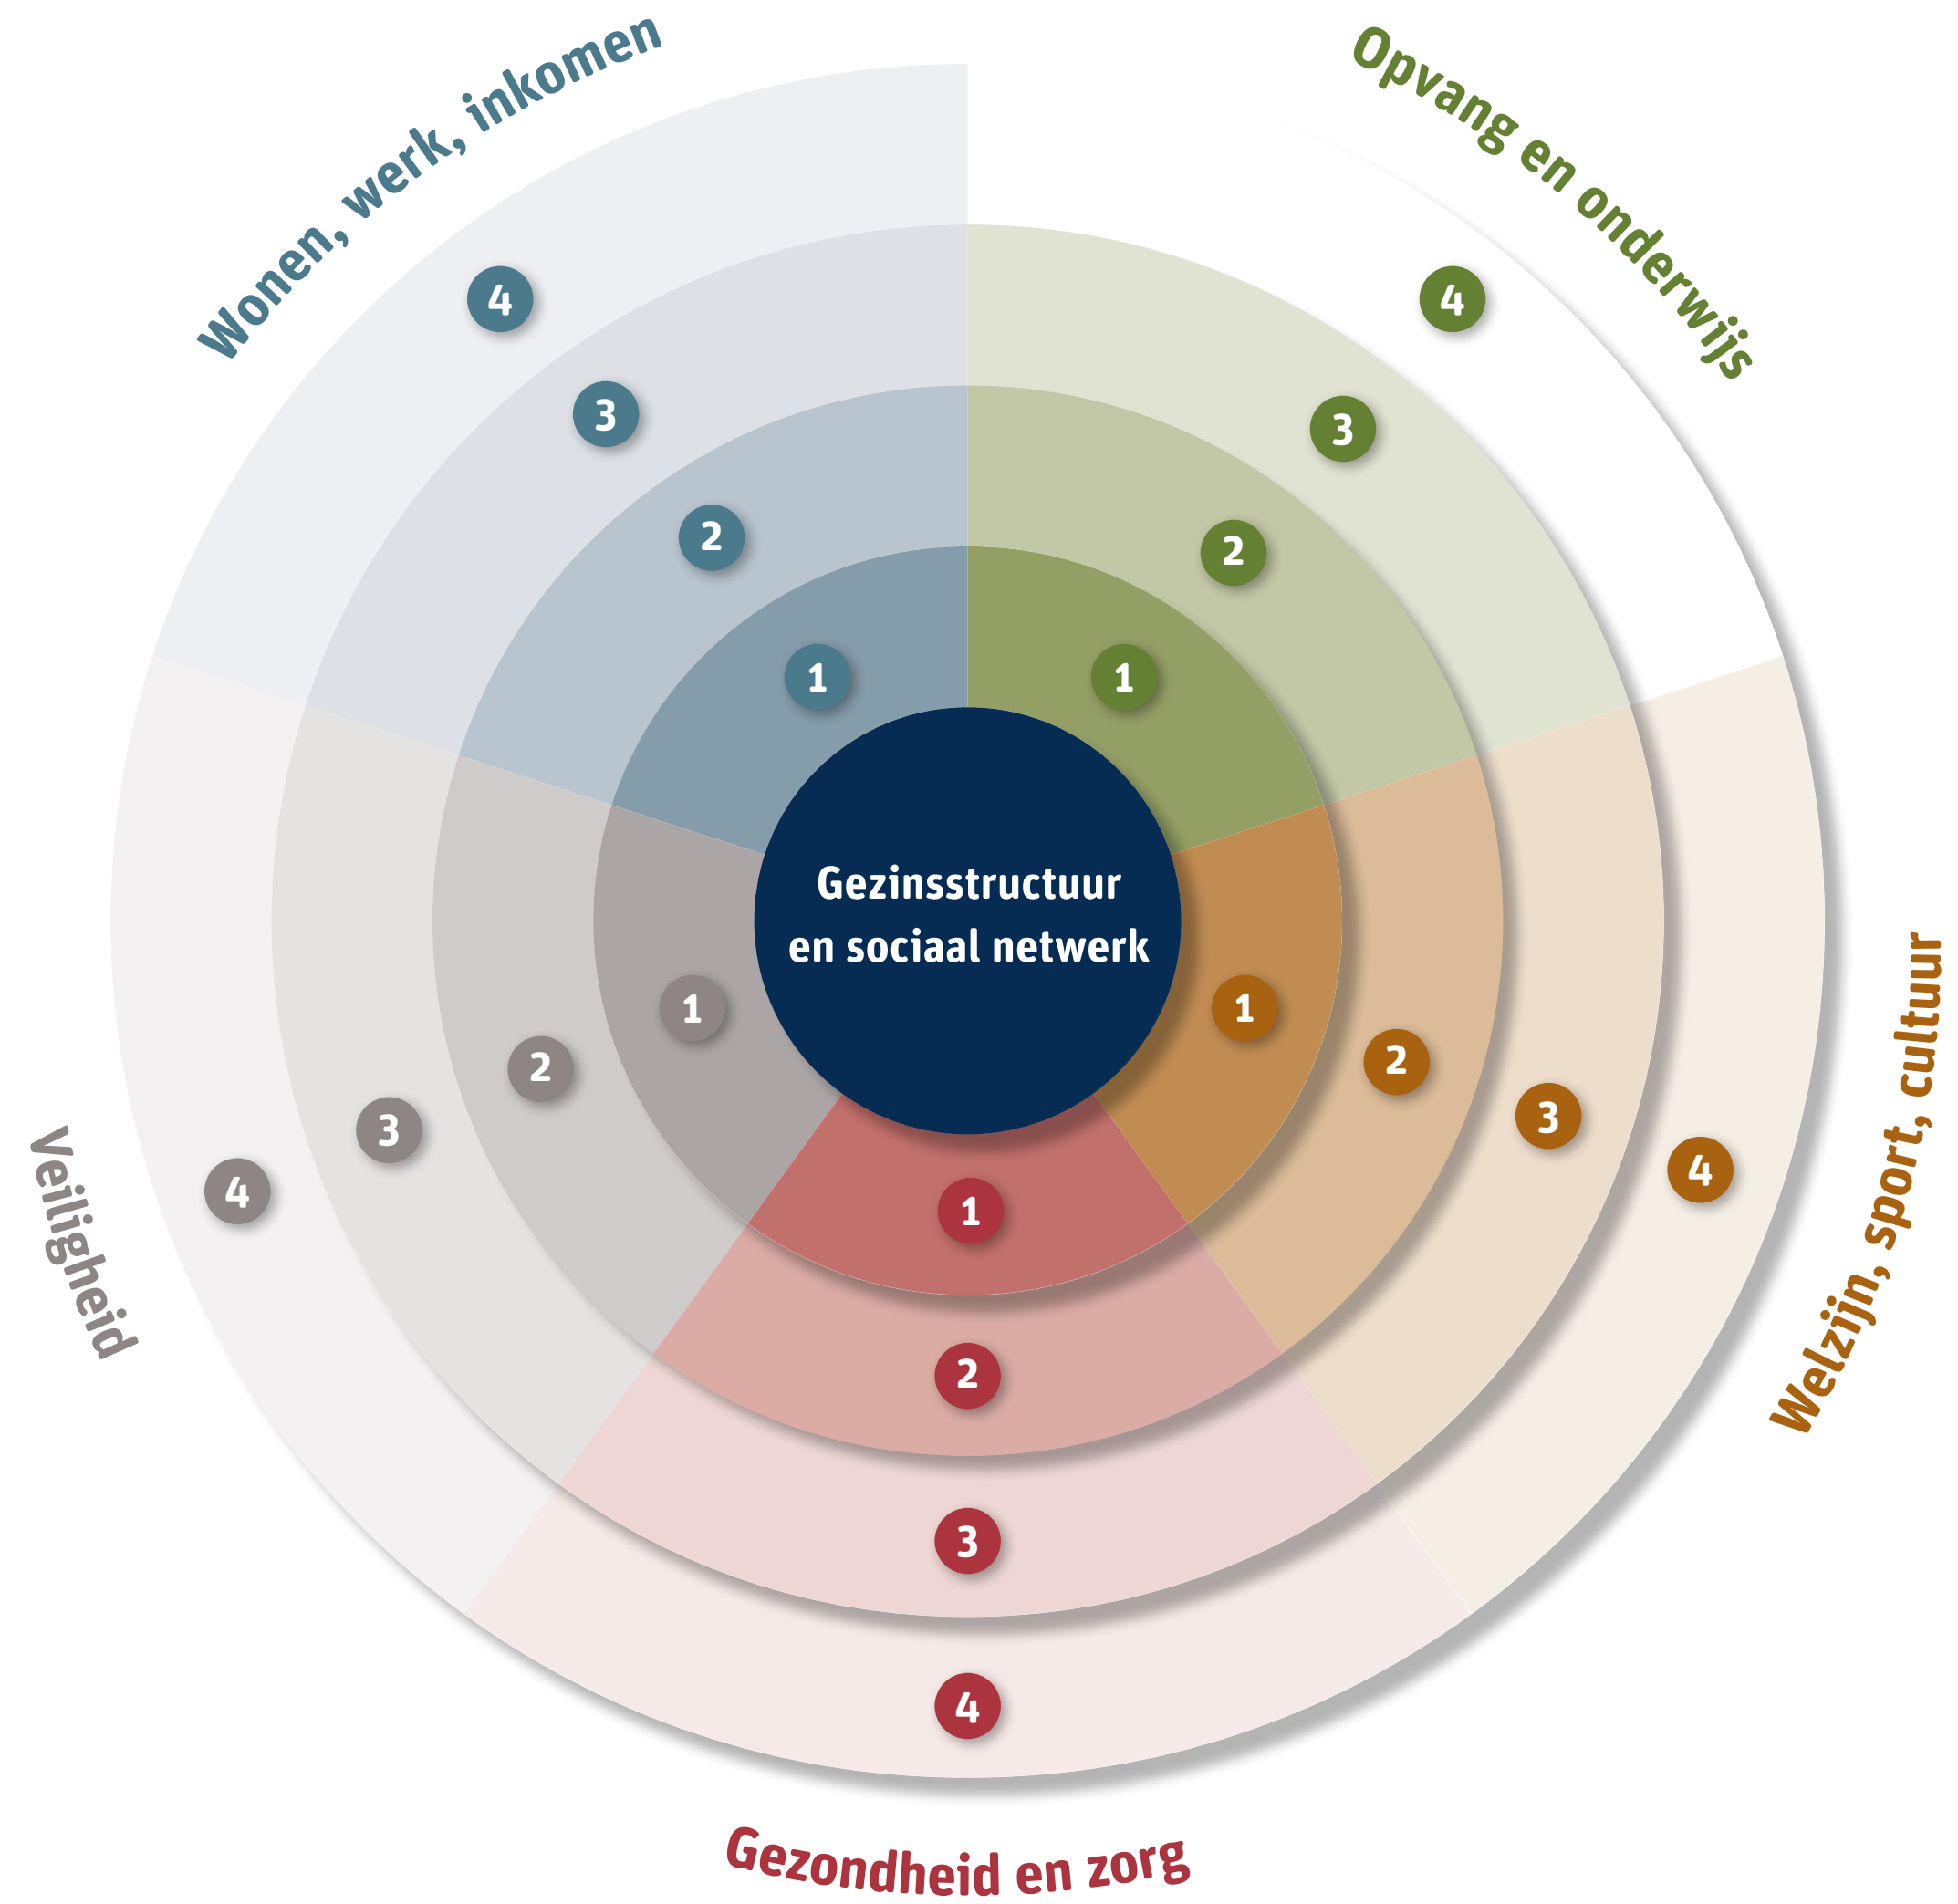 Wonen, werk, inkomen
Opvang en onderwijs
4
3
2
1
4
3
2
1
Gezinsstructuur
en sociaal netwerk
1
2
3
4
1
2
3
4
1
2
3
4
Veiligheid
Welzijn, sport, cultuur
Gezondheid en zorg